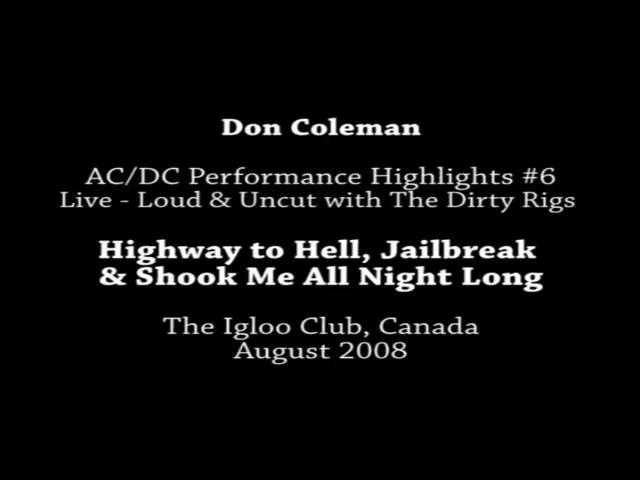 Don Coleman
AC/DC Performance Highlights #6
Live - Loud & Uncut with The Dirty Rigs
Highway to Hell, Jailbreak
& Shook Me All Night Long
The Igloo Club, Canada
August 2008